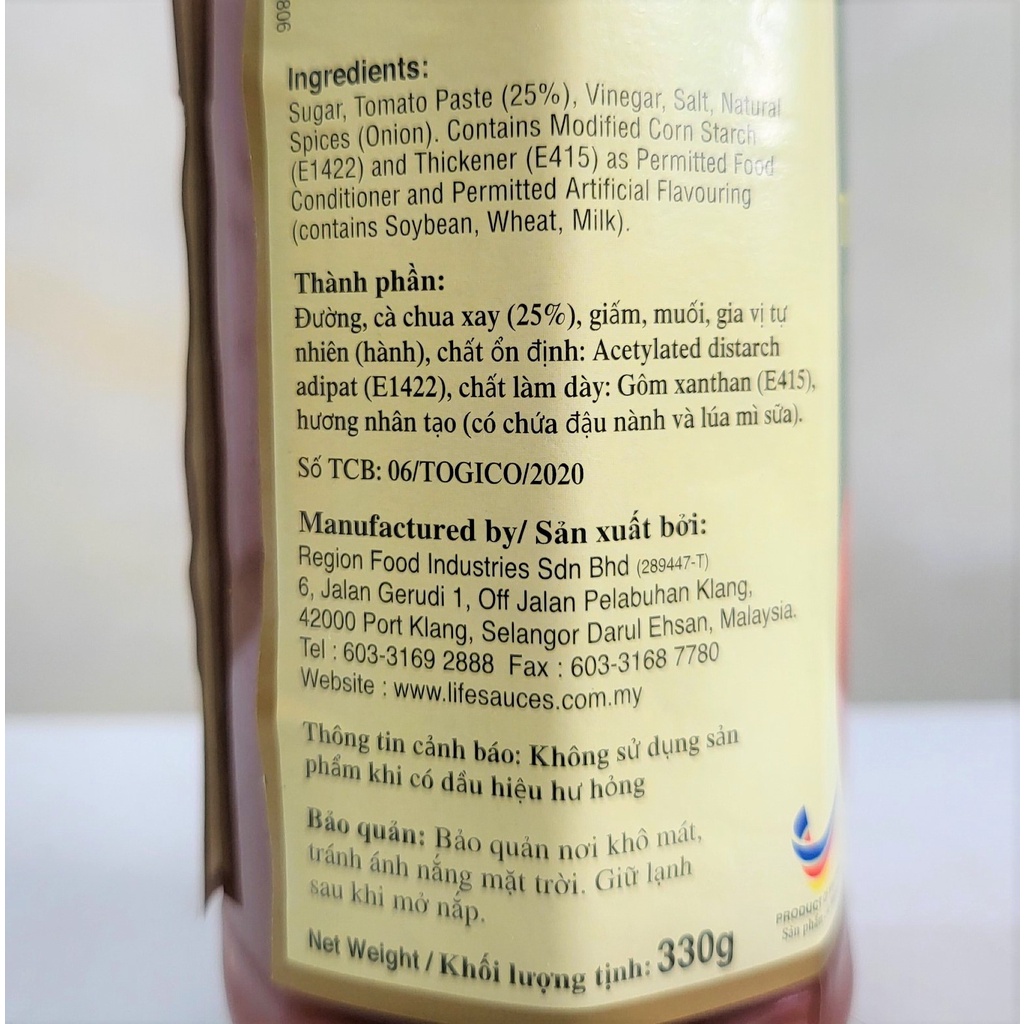 806
Ingredients:
Sugar, Tomato Paste (25%), Vinegar, Salt, Natural
Spices (Onion). Contains Modified Corn Starch
(E1422) and Thickener (E415) as Permitted Food
Conditioner and Permitted Artificial Flavouring
(contains Soybean, Wheat, Milk).
Thành phần:
Đường, cà chua xay (25%), giấm, muối, gia vị tự
nhiên (hành), chất ổn định: Acetylated distarch
adipat (E1422), chất làm dày: Gôm xanthan (E415),
hương nhân tạo (có chứa đậu nành và lúa mì sữa).
Số TCB: 06/TOGICO/2020
Manufactured by/ Sản xuất bởi:
Region Food Industries Sdn Bhd (289447-T)
6, Jalan Gerudi 1, Off Jalan Pelabuhan Klang,
42000 Port Klang, Selangor Darul Ehsan, Malaysia.
Tel : 603-3169 2888 Fax : 603-3168 7780
Website : www.lifesauces.com.my
Thông tin cảnh báo: Không sử dụng sản
phẩm khi có dấu hiệu hư hỏng
Bảo quản: Bảo quản nơi khô mát,
tránh ánh nắng mặt trời. Giữ lạnh
sau khi mở nắp.
PRODUCT
Sản
Net Weight / Khối lượng tịnh: 330g